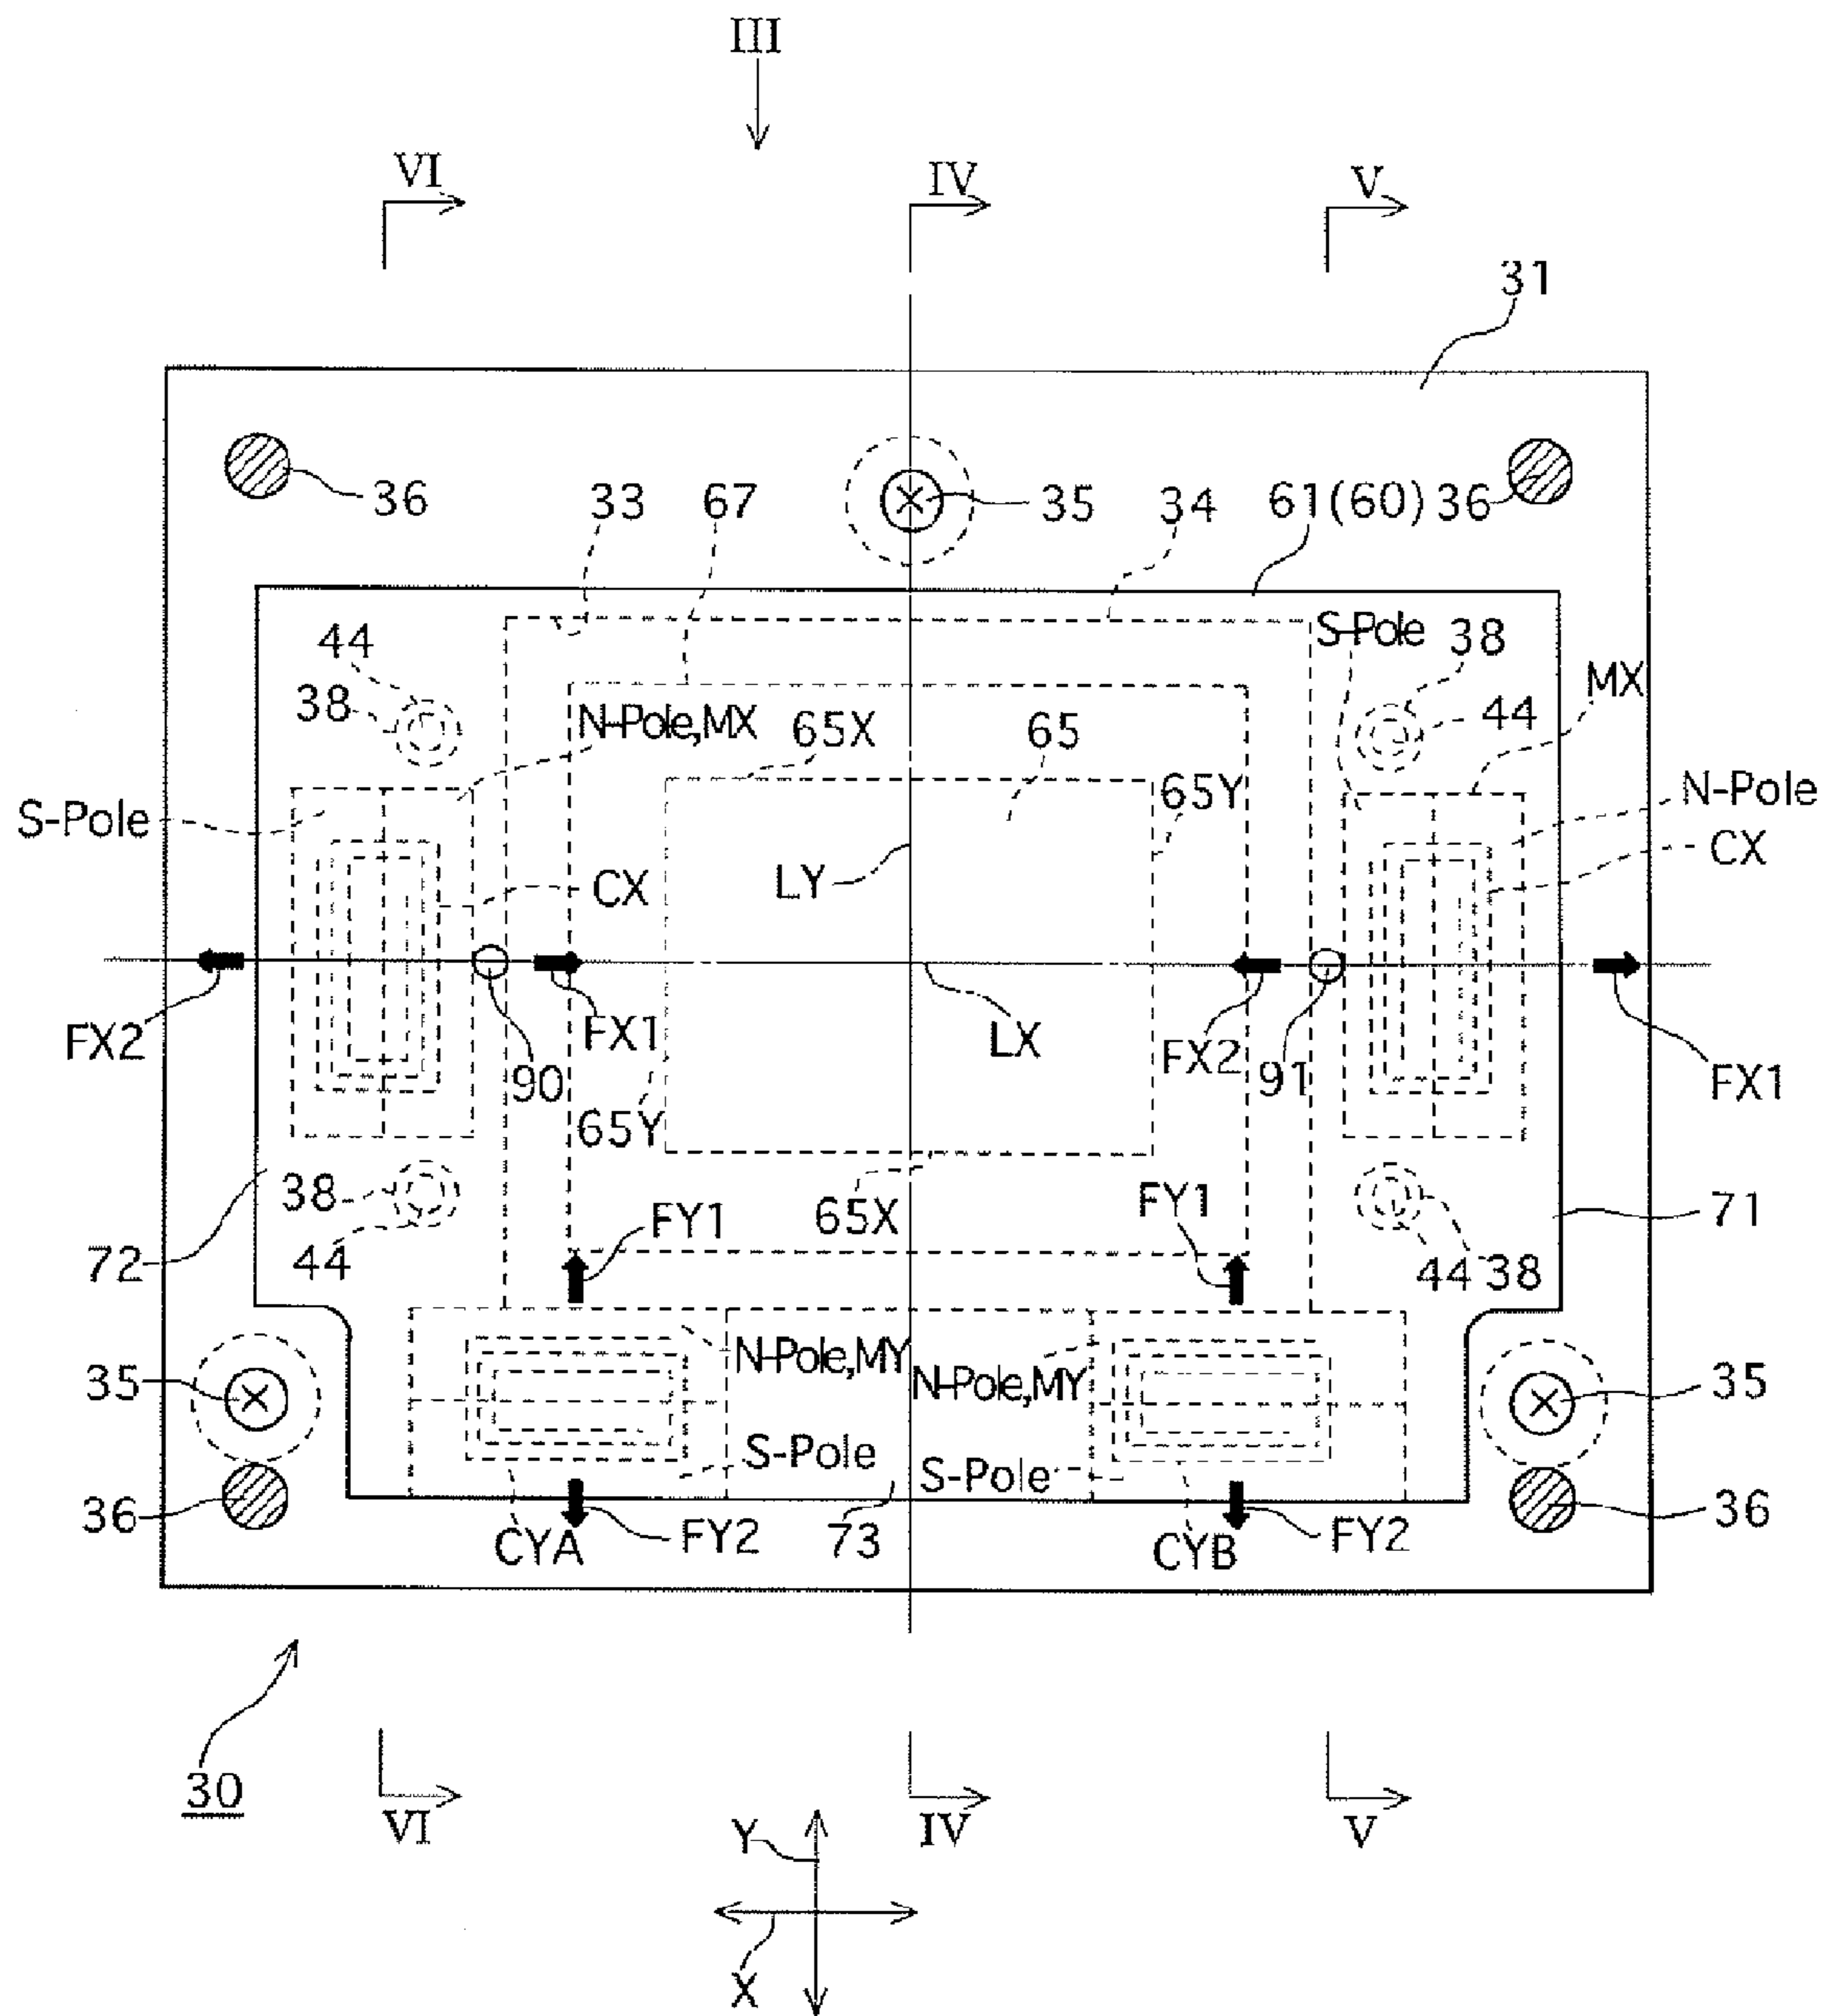 III
VI IV V
31
36 33 67 35 34 61(60) 36
S-Pole 38
44
38 N-Pole,MX 65X 65 MX 44
S-Pole 65Y N-Pole
CX LY CX
FX2 90 FX1 LX FX2 91 FX1
65Y
38 65X FY1 71
72 44 FY1 44 38
N-Pole,MY N-Pole,MY
35 35
S-Pole S-Pole
36 CYA FY2 73 CYB FY2 36
30
VI IV V
Y
X